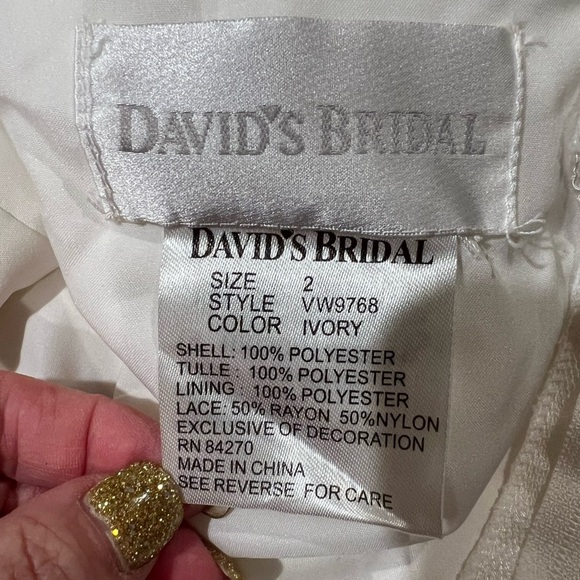 DAVID'S BRIDAL
DAVID'S BRIDAL
SIZE 2
STYLE VW9768
COLOR IVORY
SHELL: 100% POLYESTER
TULLE : 100% POLYESTER
LINING : 100% POLYESTER
LACE: 50% RAYON 50%NYLON
EXCLUSIVE OF DECORATION
RN 84270
MADE IN CHINA
SEE REVERSE FOR CARE